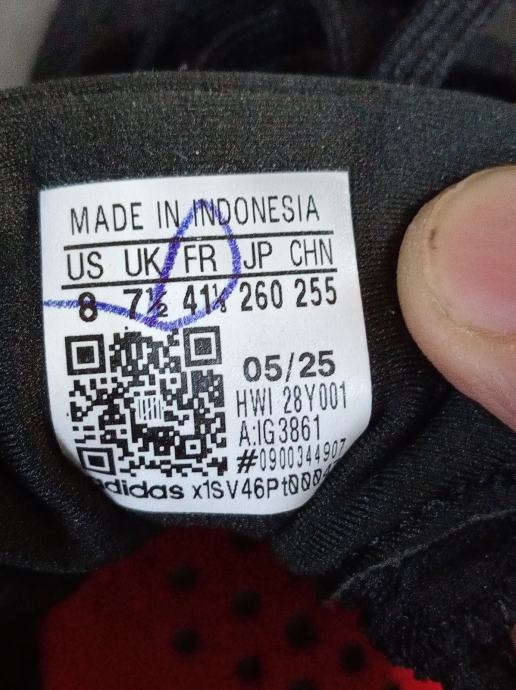 MADE IN INDONESIA
US UK FR JP CHN
8 7½ 41⅓ 260 255
05/25
HWI 28Y001
A:IG3861
#0900344907
adidas x1SV46Pt000